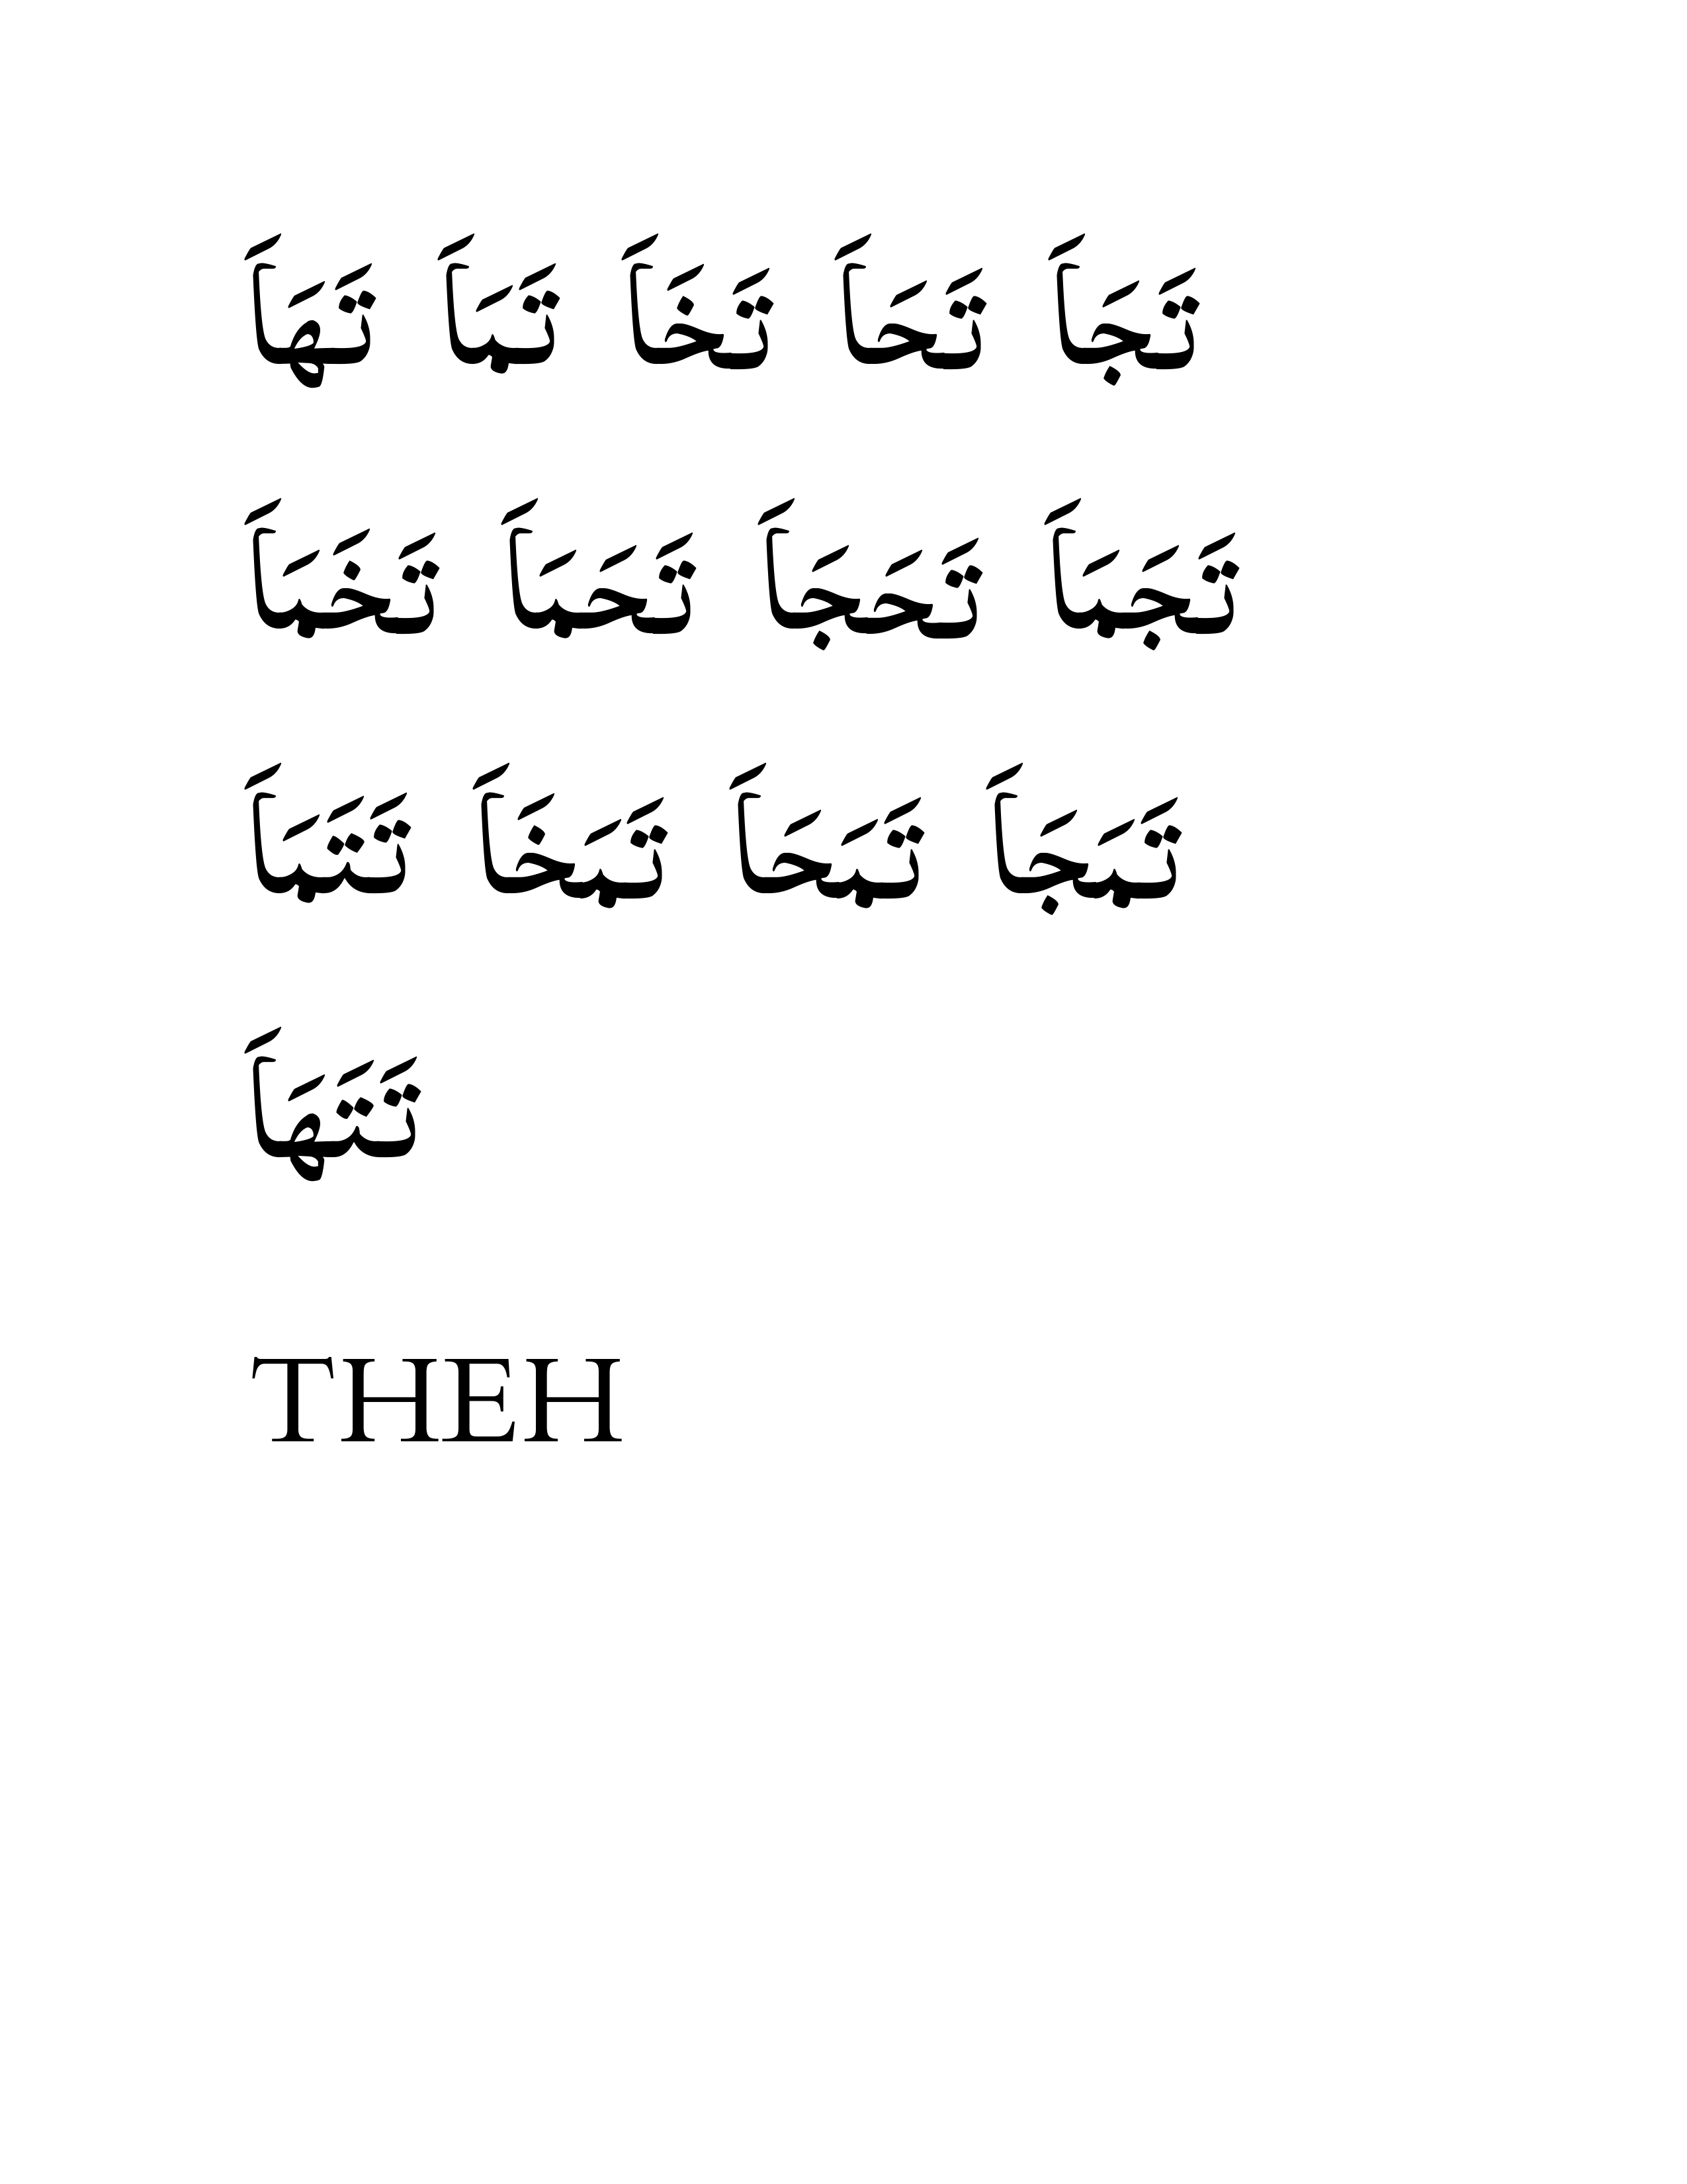 تَجَاَ تَحَاَ تَخَاَ تَمَاَ تَهَاَ
تَجَمَاَ تَحَجَاَ تَحَمَاَ تَخَمَاَ
تَمَجَاَ تَمَحَاَ تَمَخَاَ تَتَمَاَ
تَتَهَاَ
THEH